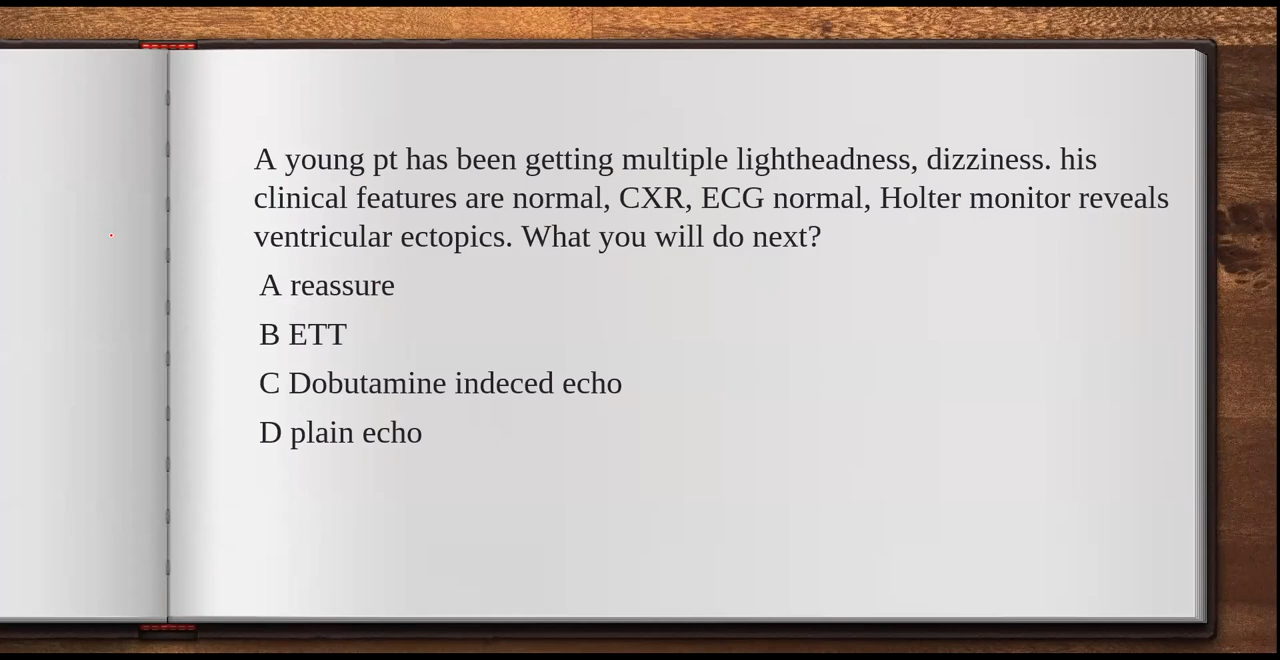 A young pt has been getting multiple lightheadness, dizziness. his
clinical features are normal, CXR, ECG normal, Holter monitor reveals
ventricular ectopics. What you will do next?
A reassure
B ETT
C Dobutamine indeced echo
D plain echo